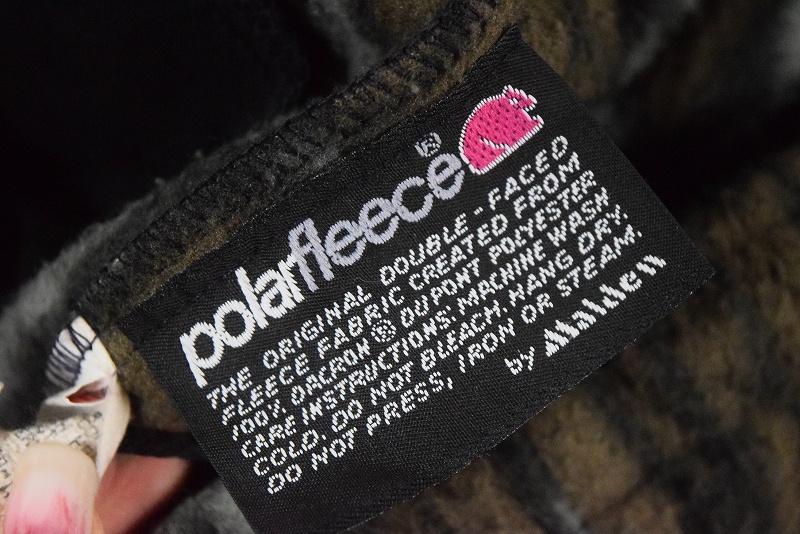 polarfleece®
THE ORIGINAL DOUBLE-FACED
FLEECE FABRIC CREATED FROM
100% DACRON® DUPONT POLYESTER.
CARE INSTRUCTIONS: MACHINE WASH
COLD. DO NOT BLEACH. HANG DRY.
DO NOT PRESS, IRON OR STEAM.
by Malden